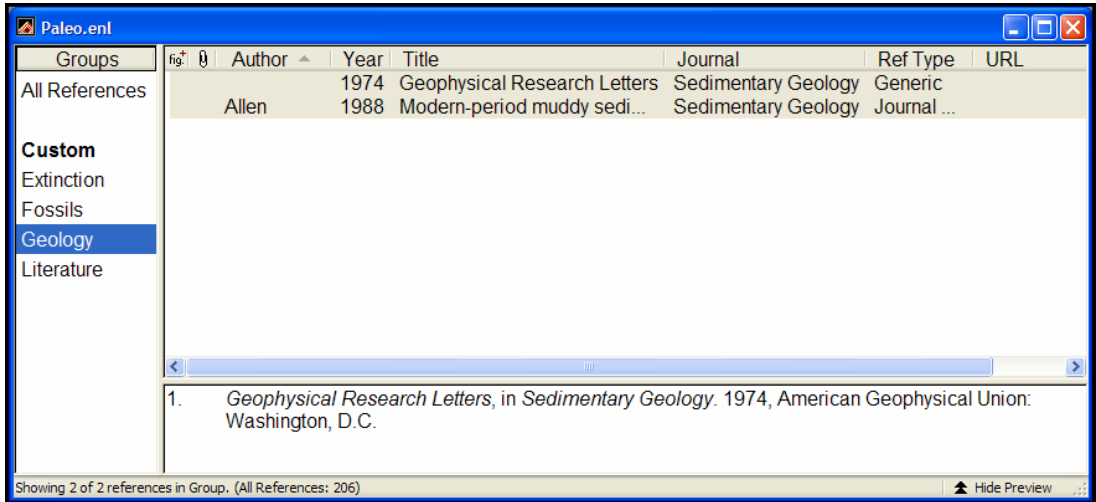 Paleo.enl
Groups
fig. Author Year Title Journal Ref Type URL
All References
1974 Geophysical Research Letters Sedimentary Geology Generic
Allen 1988 Modern-period muddy sedi... Sedimentary Geology Journal ...
Custom
Extinction
Fossils
Geology
Literature
1. Geophysical Research Letters, in Sedimentary Geology. 1974, American Geophysical Union:
Washington, D.C.
Showing 2 of 2 references in Group. (All References: 206) Hide Preview